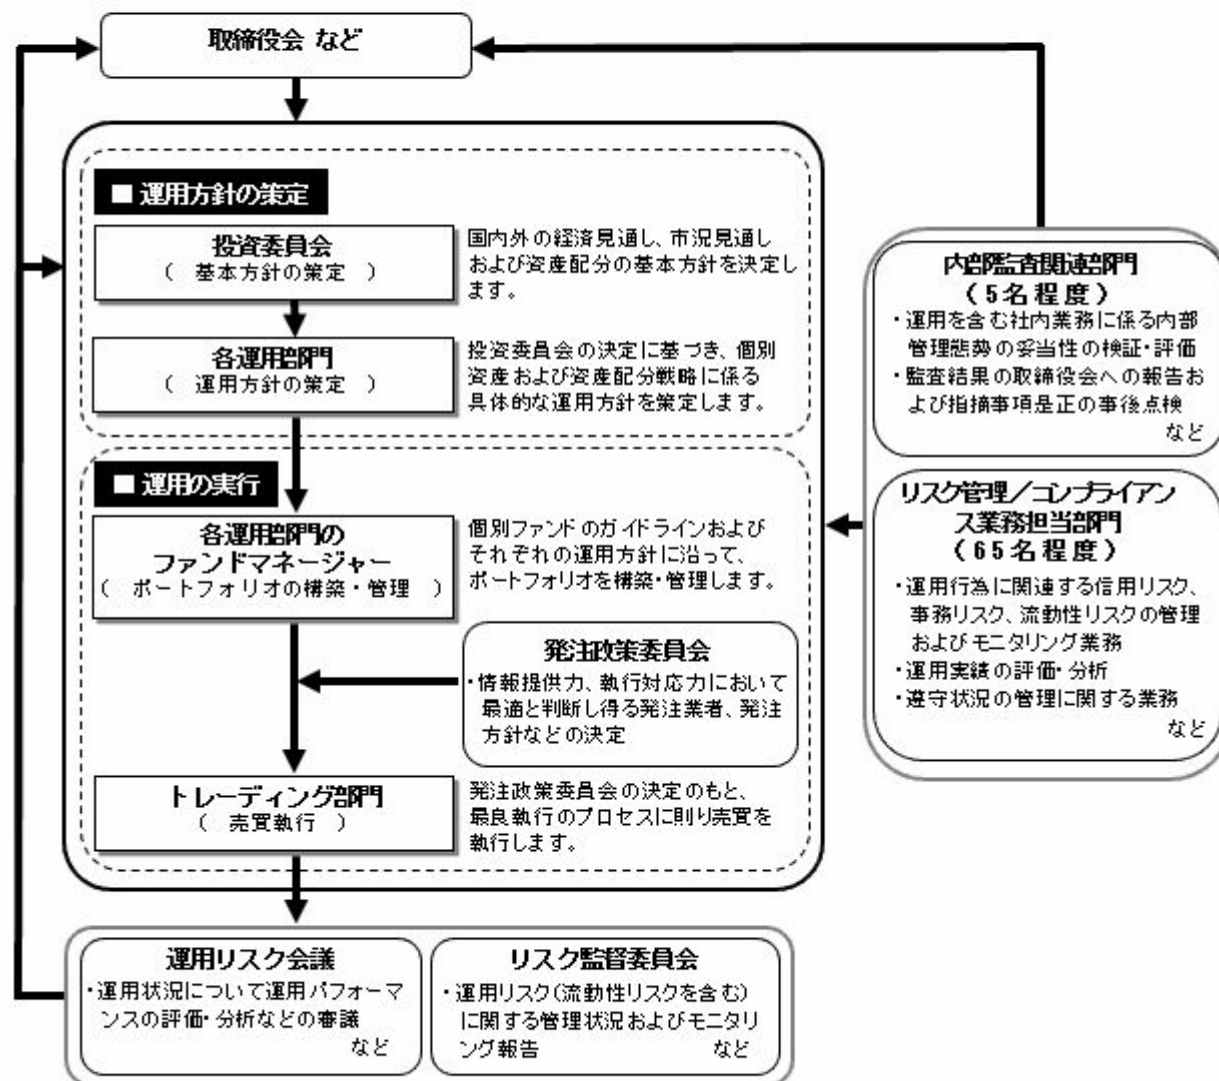 取締役会 など
■ 運用方針の策定
投資委員会
( 基本方針の策定 )
国内外の経済見通し、市況見通し
および資産配分の基本方針を決定し
ます。
各運用部門
( 運用方針の策定 )
投資委員会の決定に基づき、個別
資産および資産配分戦略に係る
具体的な運用方針を策定します。
■ 運用の実行
各運用部門の
ファンドマネージャー
( ポートフォリオの構築・管理 )
個別ファンドのガイドラインおよび
それぞれの運用方針に沿って、
ポートフォリオを構築・管理します。
発注政策委員会
・情報提供力、執行対応力において
最適と判断し得る発注業者、発注
方針などの決定
トレーディング部門
( 売買執行 )
発注政策委員会の決定のもと、
最良執行のプロセスに則り売買を
執行します。
内部監査関連部門
(5名程度)
・運用を含む社内業務に係る内部
管理態勢の妥当性の検証・評価
・監査結果の取締役会への報告お
よび指摘事項是正の事後点検
など
リスク管理/コンプライアン
ス業務担当部門
(65名程度)
・運用行為に関連する信用リスク、
事務リスク、流動性リスクの管理
およびモニタリング業務
・運用実績の評価・分析
・遵守状況の管理に関する業務
など
運用リスク会議
・運用状況について運用パフォーマ
ンスの評価・分析などの審議
など
リスク監督委員会
・運用リスク(流動性リスクを含む)
に関する管理状況およびモニタリ
ング報告 など